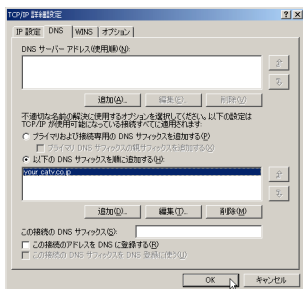 TCP/IP 詳細設定
IP 設定 DNS WINS オプション
DNS サーバー アドレス(使用順)(N):
追加(A)... 編集(E)... 削除(V)
不適切な名前の解決に使用するオプションを選択してください。以下の設定は
TCP/IP が使用可能になっている接続すべてに適用されます:
プライマリおよび接続専用の DNS サフィックスを追加する(P)
プライマリ DNS サフィックスの親サフィックスを追加する(X)
以下の DNS サフィックスを順に追加する(H):
your catv.co.jp
追加(D)... 編集(T)... 削除(M)
この接続の DNS サフィックス(S):
この接続のアドレスを DNS に登録する(R)
この接続の DNS サフィックスを DNS 登録に使う(U)
OK キャンセル